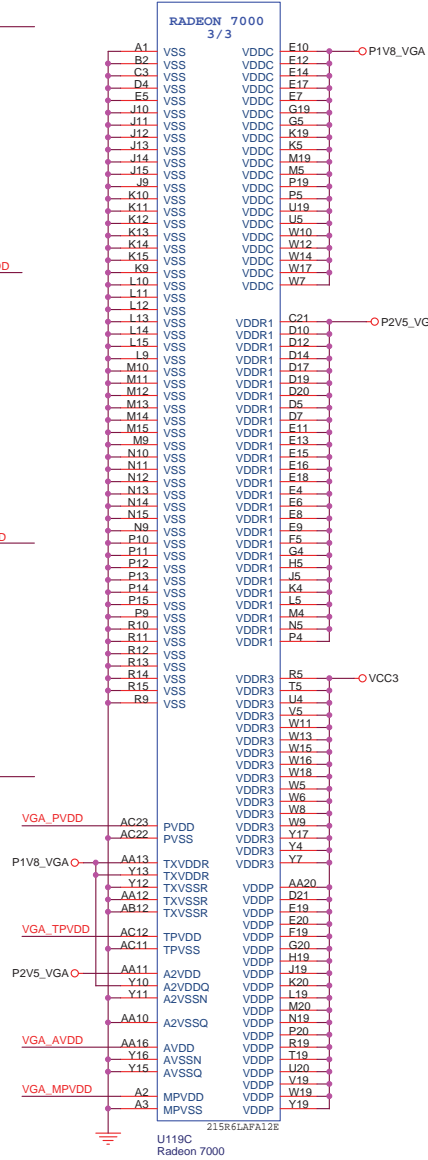 RADEON 7000
3/3
A1 VSS
B2 VSS
C3 VSS
D4 VSS
E5 VSS
J10 VSS
J11 VSS
J12 VSS
J13 VSS
J14 VSS
J15 VSS
J9 VSS
K10 VSS
K11 VSS
K12 VSS
K13 VSS
K14 VSS
K15 VSS
K9 VSS
L10 VSS
L11 VSS
L12 VSS
L13 VSS
L14 VSS
L15 VSS
L9 VSS
M10 VSS
M11 VSS
M12 VSS
M13 VSS
M14 VSS
M15 VSS
M9 VSS
N10 VSS
N11 VSS
N12 VSS
N13 VSS
N14 VSS
N15 VSS
N9 VSS
P10 VSS
P11 VSS
P12 VSS
P13 VSS
P14 VSS
P15 VSS
P9 VSS
R10 VSS
R11 VSS
R12 VSS
R13 VSS
R14 VSS
R15 VSS
R9 VSS
VGA_PVDD AC23 PVDD
AC22 PVSS
P1V8_VGA AA13 TXVDDR
Y13 TXVDDR
Y12 TXVSSR
AA12 TXVSSR
AB12 TXVSSR
VGA_TPVDD AC12 TPVDD
AC11 TPVSS
P2V5_VGA AA11 A2VDD
Y10 A2VDDQ
Y11 A2VSSN
AA10 A2VSSQ
VGA_AVDD AA16 AVDD
Y16 AVSSN
Y15 AVSSQ
VGA_MPVDD A2 MPVDD
A3 MPVSS
VDDC E10 P1V8_VGA
VDDC E12
VDDC E14
VDDC E17
VDDC E7
VDDC G19
VDDC G5
VDDC K19
VDDC K5
VDDC M19
VDDC M5
VDDC P19
VDDC P5
VDDC U19
VDDC U5
VDDC W10
VDDC W12
VDDC W14
VDDC W17
VDDC W7
VDDR1 C21 P2V5_VG
VDDR1 D10
VDDR1 D12
VDDR1 D14
VDDR1 D17
VDDR1 D19
VDDR1 D20
VDDR1 D5
VDDR1 D7
VDDR1 E11
VDDR1 E13
VDDR1 E15
VDDR1 E16
VDDR1 E18
VDDR1 E4
VDDR1 E6
VDDR1 E8
VDDR1 E9
VDDR1 F5
VDDR1 G4
VDDR1 H5
VDDR1 J5
VDDR1 K4
VDDR1 L5
VDDR1 M4
VDDR1 N5
VDDR1 P4
VDDR3 R5 VCC3
VDDR3 T5
VDDR3 U4
VDDR3 V5
VDDR3 W11
VDDR3 W13
VDDR3 W15
VDDR3 W16
VDDR3 W18
VDDR3 W5
VDDR3 W6
VDDR3 W8
VDDR3 W9
VDDR3 Y17
VDDR3 Y4
VDDR3 Y7
VDDP AA20
VDDP D21
VDDP E19
VDDP E20
VDDP F19
VDDP G20
VDDP H19
VDDP J19
VDDP K20
VDDP L19
VDDP M20
VDDP N19
VDDP P20
VDDP R19
VDDP T19
VDDP U20
VDDP V19
VDDP W19
VDDP Y19
215R6LAFA12E
U119C
Radeon 7000